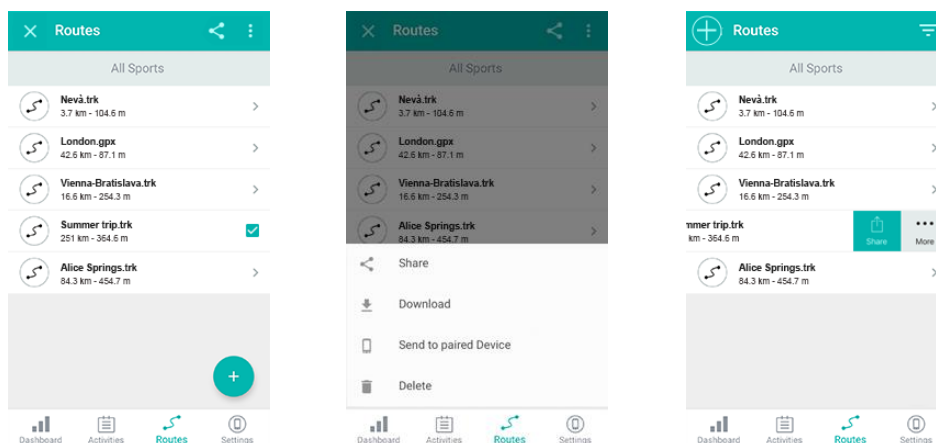 Routes
All Sports
Nevà.trk
3.7 km - 104.6 m
London.gpx
42.6 km - 87.1 m
Vienna-Bratislava.trk
16.6 km - 254.3 m
Summer trip.trk
251 km - 364.6 m
Alice Springs.trk
84.3 km - 454.7 m
Dashboard Activities Routes Settings
Routes
All Sports
Nevà.trk
3.7 km - 104.6 m
London.gpx
42.6 km - 87.1 m
Vienna-Bratislava.trk
16.6 km - 254.3 m
Alice Springs.trk
84.3 km - 454.7 m
Share
Download
Send to paired Device
Delete
Dashboard Activities Routes Settings
Routes
All Sports
Nevà.trk
3.7 km - 104.6 m
London.gpx
42.6 km - 87.1 m
Vienna-Bratislava.trk
16.6 km - 254.3 m
mmer trip.trk
km - 364.6 m
Share More
Alice Springs.trk
84.3 km - 454.7 m
Dashboard Activities Routes Settings